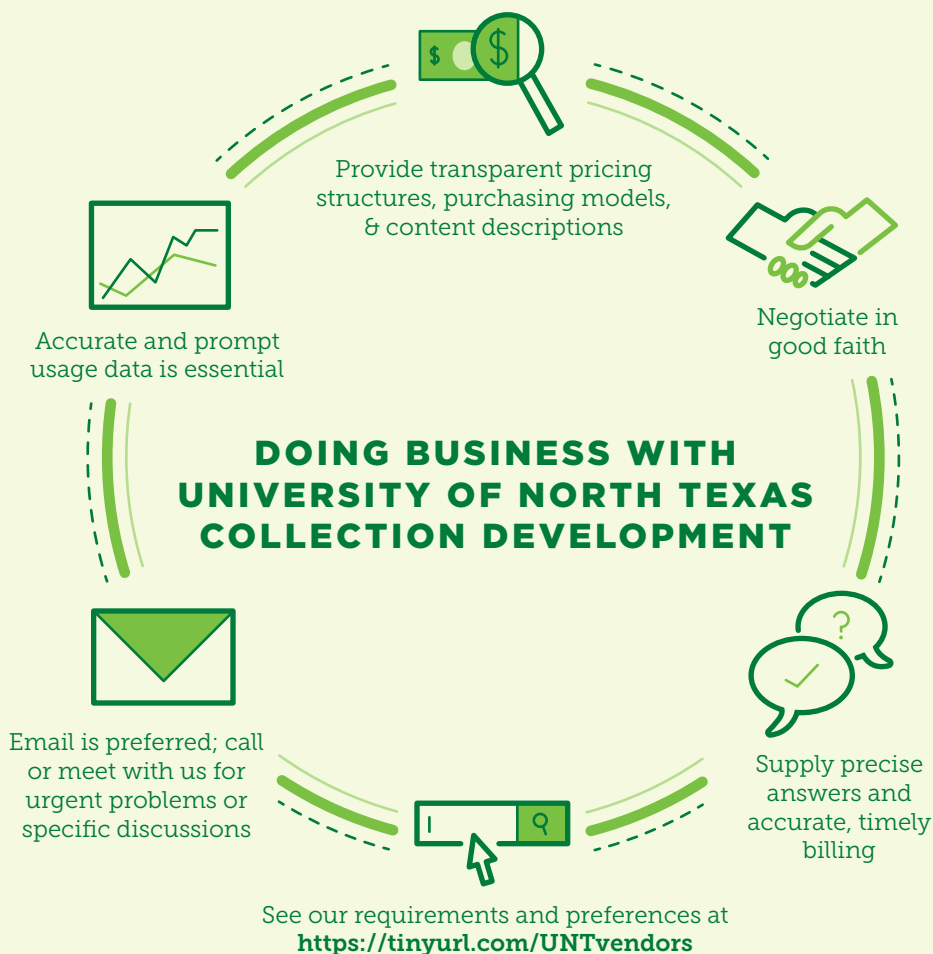 $ $
Provide transparent pricing
structures, purchasing models,
& content descriptions
Negotiate in
good faith
Accurate and prompt
usage data is essential
DOING BUSINESS WITH
UNIVERSITY OF NORTH TEXAS
COLLECTION DEVELOPMENT
?
Email is preferred; call
or meet with us for
urgent problems or
specific discussions
Supply precise
answers and
accurate, timely
billing
See our requirements and preferences at
https://tinyurl.com/UNTvendors